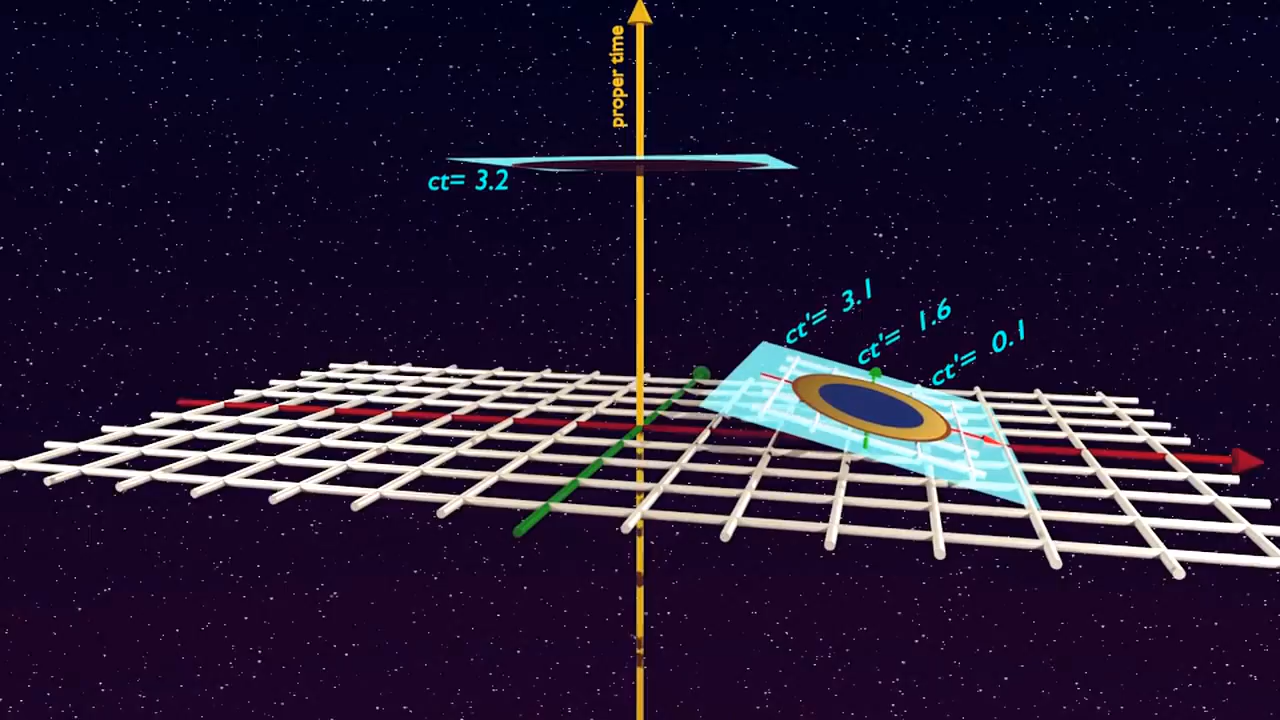 proper time
ct= 3.2
ct'= 3.1
ct'= 1.6
ct'= 0.1